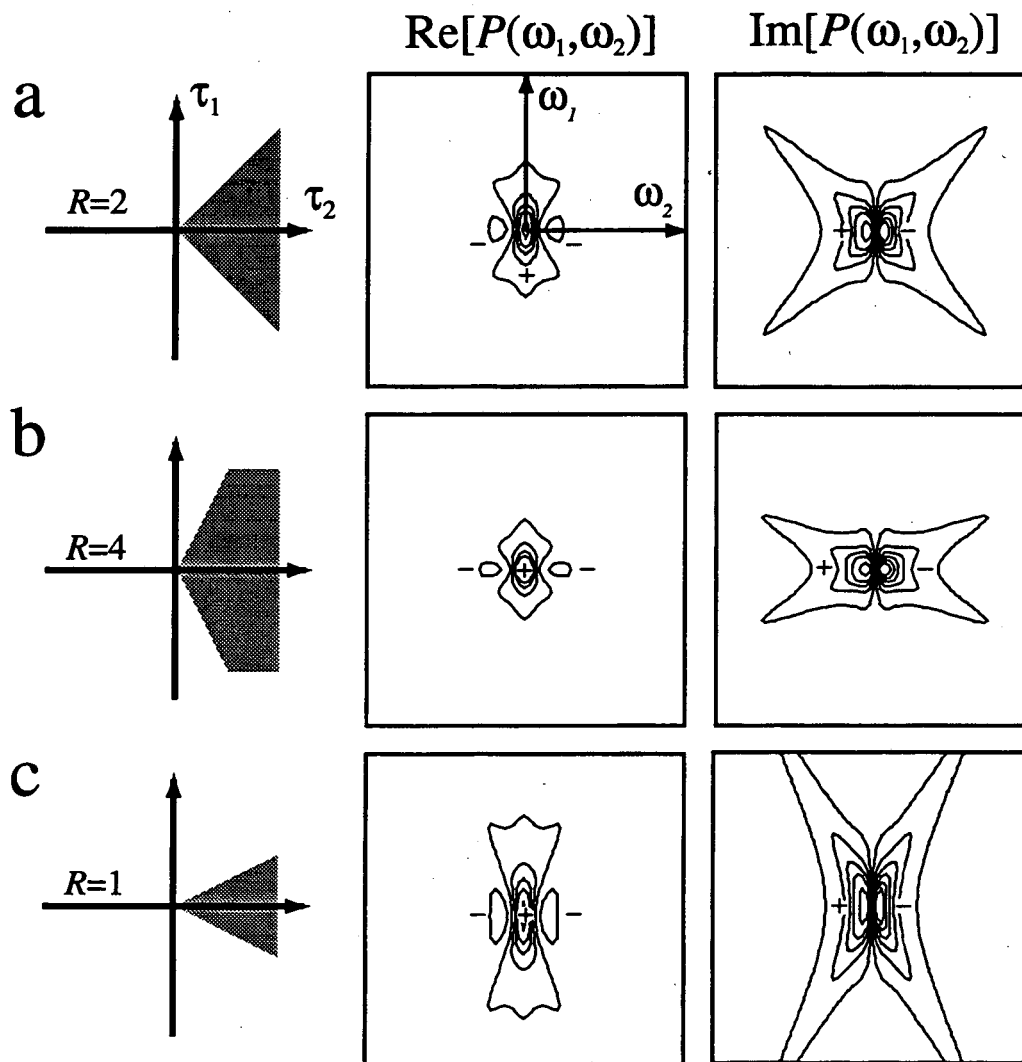 Re[P(ω₁,ω₂)] Im[P(ω₁,ω₂)]
a
τ₁
ω₁
R=2
τ₂
ω₂
− −
+
+ −
b
R=4
− + −
+ −
c
R=1
− + −
+ −